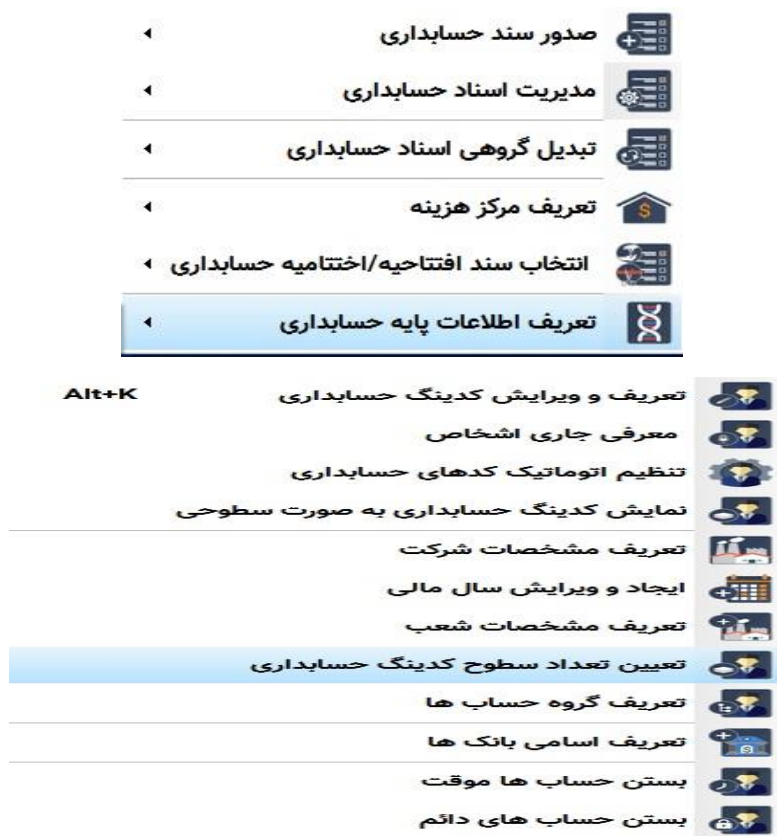 صدور سند حسابداری
مدیریت اسناد حسابداری
تبدیل گروهی اسناد حسابداری
تعریف مرکز هزینه
انتخاب سند افتتاحیه/اختتامیه حسابداری
تعریف اطلاعات پایه حسابداری
تعریف و ویرایش کدینگ حسابداری Alt+K
معرفی جاری اشخاص
تنظیم اتوماتیک کدهای حسابداری
نمایش کدینگ حسابداری به صورت سطوحی
تعریف مشخصات شرکت
ایجاد و ویرایش سال مالی
تعریف مشخصات شعب
تعیین تعداد سطوح کدینگ حسابداری
تعریف گروه حساب ها
تعریف اسامی بانک ها
بستن حساب ها موقت
بستن حساب های دائم